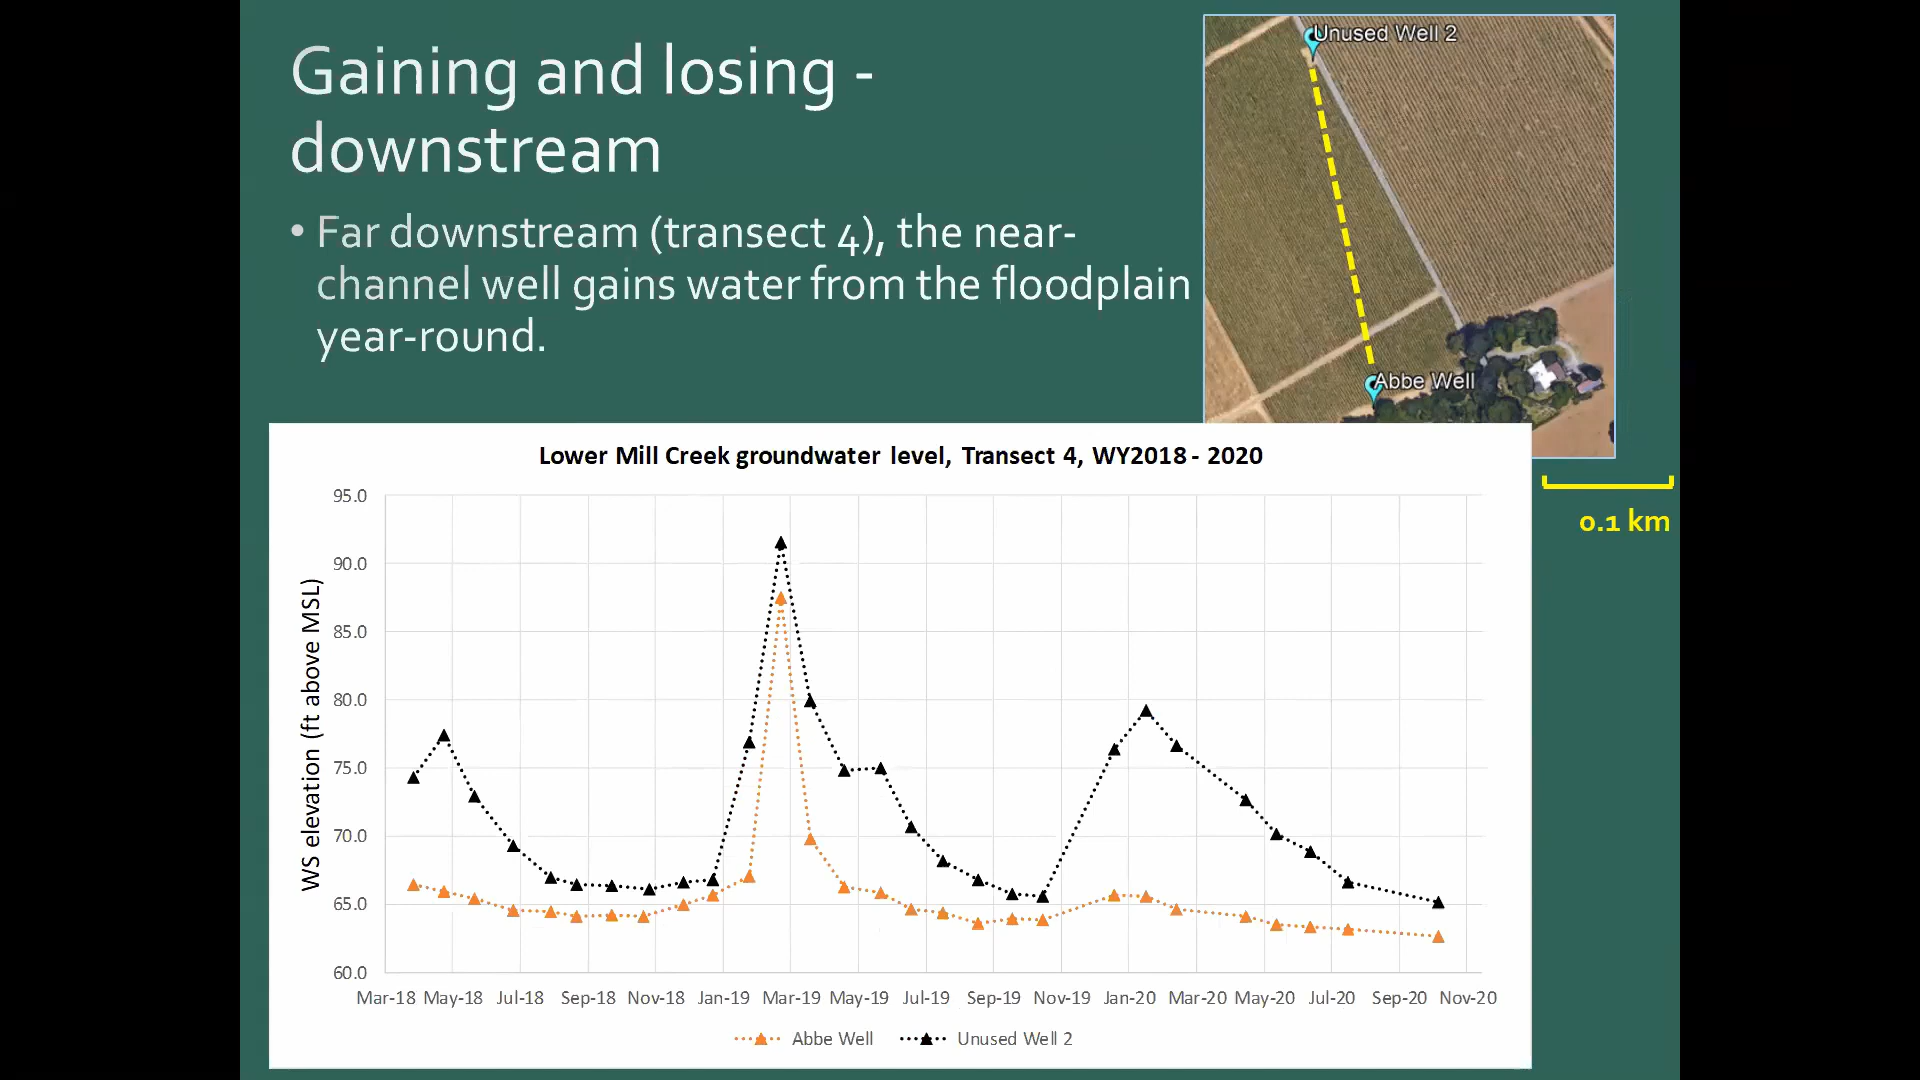 Gaining and losing -
downstream
• Far downstream (transect 4), the near-
channel well gains water from the floodplain
year-round.
Unused Well 2
Abbe Well
0.1 km
Lower Mill Creek groundwater level, Transect 4, WY2018 - 2020
WS elevation (ft above MSL)
95.0
90.0
85.0
80.0
75.0
70.0
65.0
60.0
Mar-18 May-18 Jul-18 Sep-18 Nov-18 Jan-19 Mar-19 May-19 Jul-19 Sep-19 Nov-19 Jan-20 Mar-20 May-20 Jul-20 Sep-20 Nov-20
Abbe Well Unused Well 2